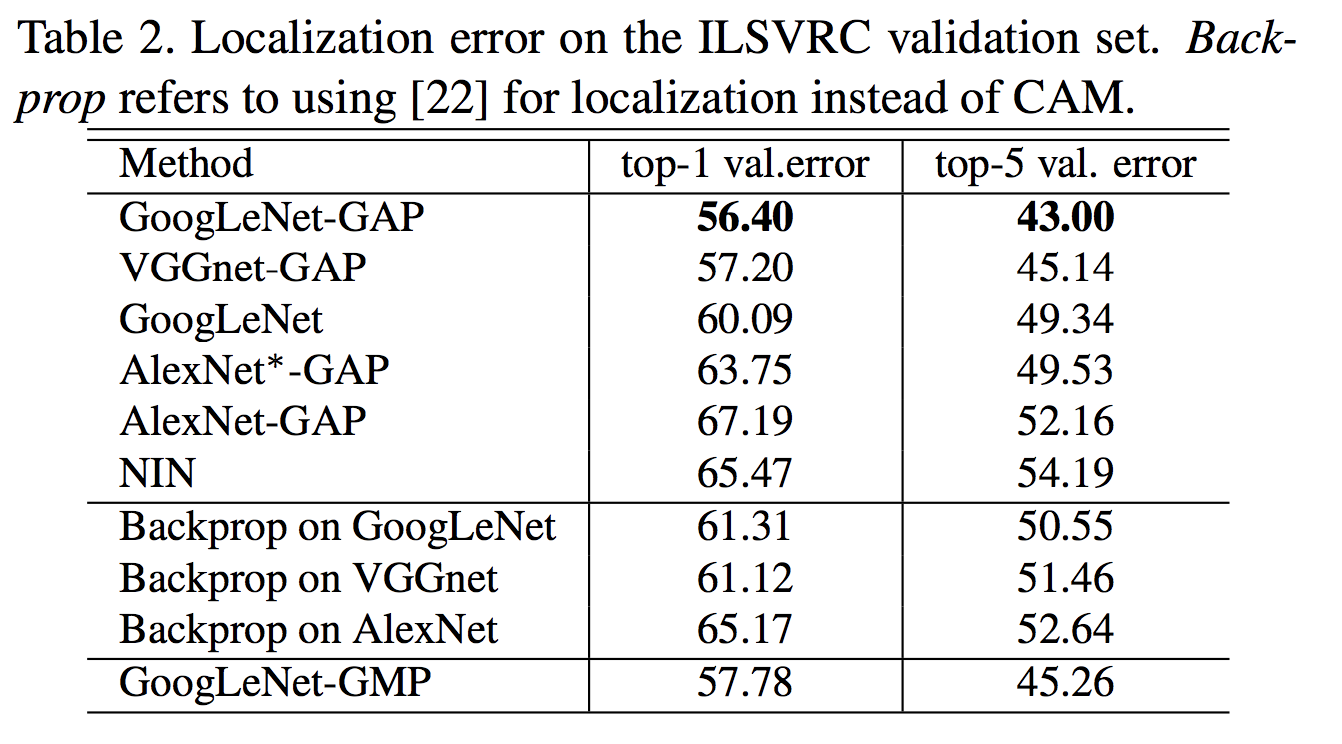 Table 2. Localization error on the ILSVRC validation set. Back-
prop refers to using [22] for localization instead of CAM.
Method top-1 val.error top-5 val. error
GoogLeNet-GAP 56.40 43.00
VGGnet-GAP 57.20 45.14
GoogLeNet 60.09 49.34
AlexNet*-GAP 63.75 49.53
AlexNet-GAP 67.19 52.16
NIN 65.47 54.19
Backprop on GoogLeNet 61.31 50.55
Backprop on VGGnet 61.12 51.46
Backprop on AlexNet 65.17 52.64
GoogLeNet-GMP 57.78 45.26